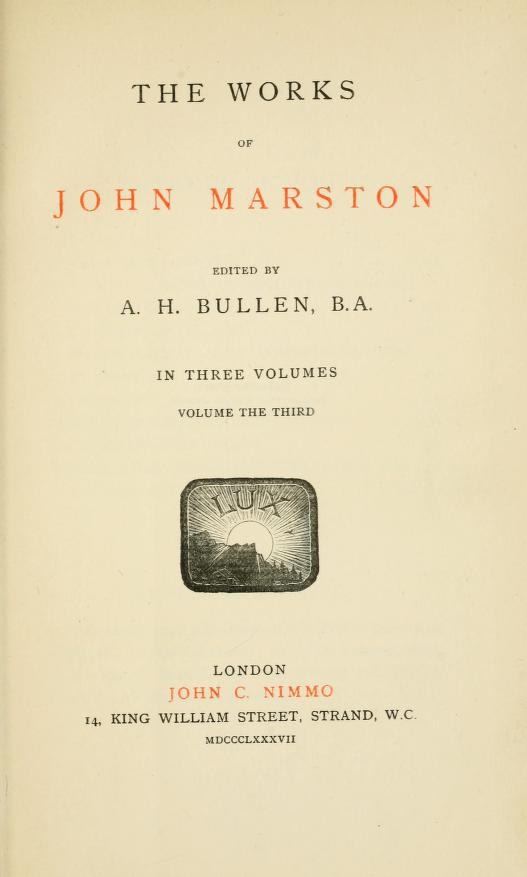 THE WORKS
OF
JOHN MARSTON
EDITED BY
A. H. BULLEN, B.A.
IN THREE VOLUMES
VOLUME THE THIRD
LUX
LONDON
JOHN C. NIMMO
14, KING WILLIAM STREET, STRAND, W.C.
MDCCCLXXXVII